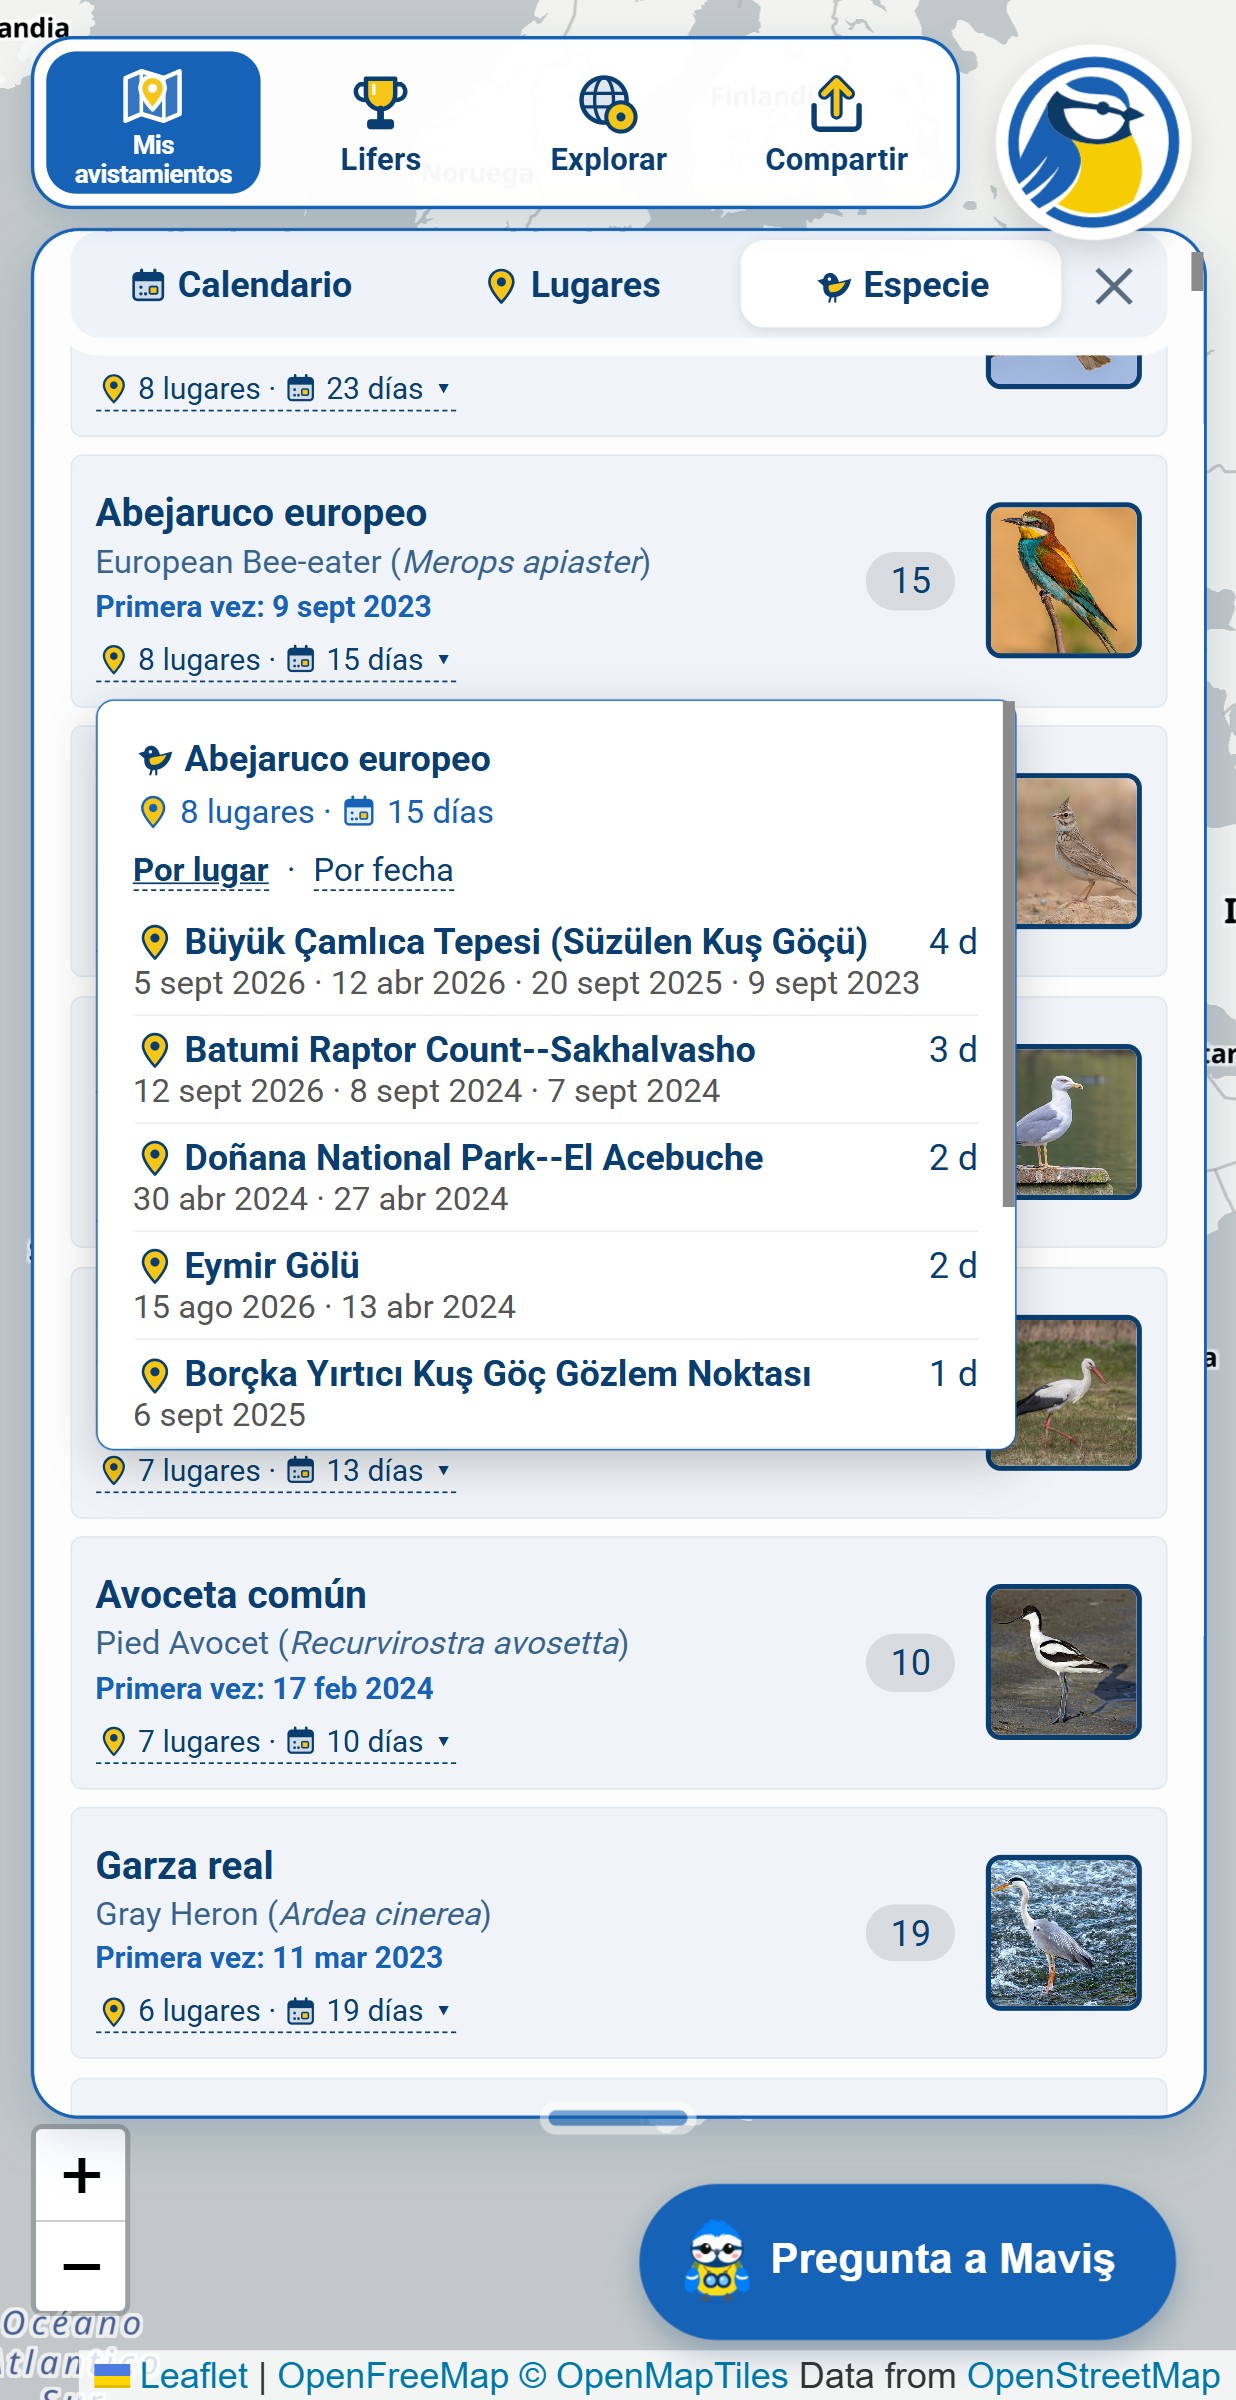 andia
Finlandi
Noruega
Mis
avistamientos
Lifers
Explorar
Compartir
Calendario
Lugares
Especie
8 lugares · 23 días ▾
Abejaruco europeo
European Bee-eater (Merops apiaster)
Primera vez: 9 sept 2023
15
8 lugares · 15 días ▾
Abejaruco europeo
8 lugares · 15 días
Por lugar · Por fecha
Büyük Çamlıca Tepesi (Süzülen Kuş Göçü) 4 d
5 sept 2026 · 12 abr 2026 · 20 sept 2025 · 9 sept 2023
Batumi Raptor Count--Sakhalvasho 3 d
12 sept 2026 · 8 sept 2024 · 7 sept 2024
Doñana National Park--El Acebuche 2 d
30 abr 2024 · 27 abr 2024
Eymir Gölü 2 d
15 ago 2026 · 13 abr 2024
Borçka Yırtıcı Kuş Göç Gözlem Noktası 1 d
6 sept 2025
7 lugares · 13 días ▾
Avoceta común
Pied Avocet (Recurvirostra avosetta)
Primera vez: 17 feb 2024
10
7 lugares · 10 días ▾
Garza real
Gray Heron (Ardea cinerea)
Primera vez: 11 mar 2023
19
6 lugares · 19 días ▾
+
−
Pregunta a Maviş
Océano
Leaflet | OpenFreeMap © OpenMapTiles Data from OpenStreetMap